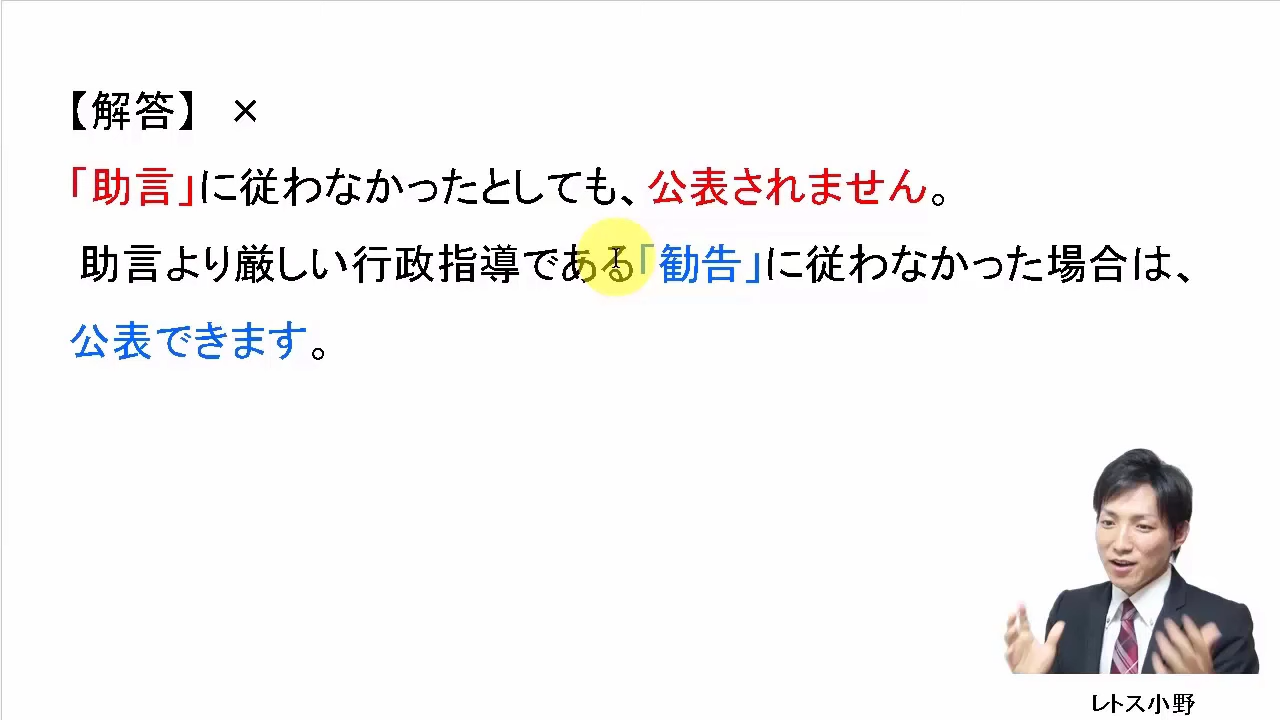 【解答】 ×
「助言」に従わなかったとしても、公表されません。
助言より厳しい行政指導である「勧告」に従わなかった場合は、
公表できます。
レトス小野